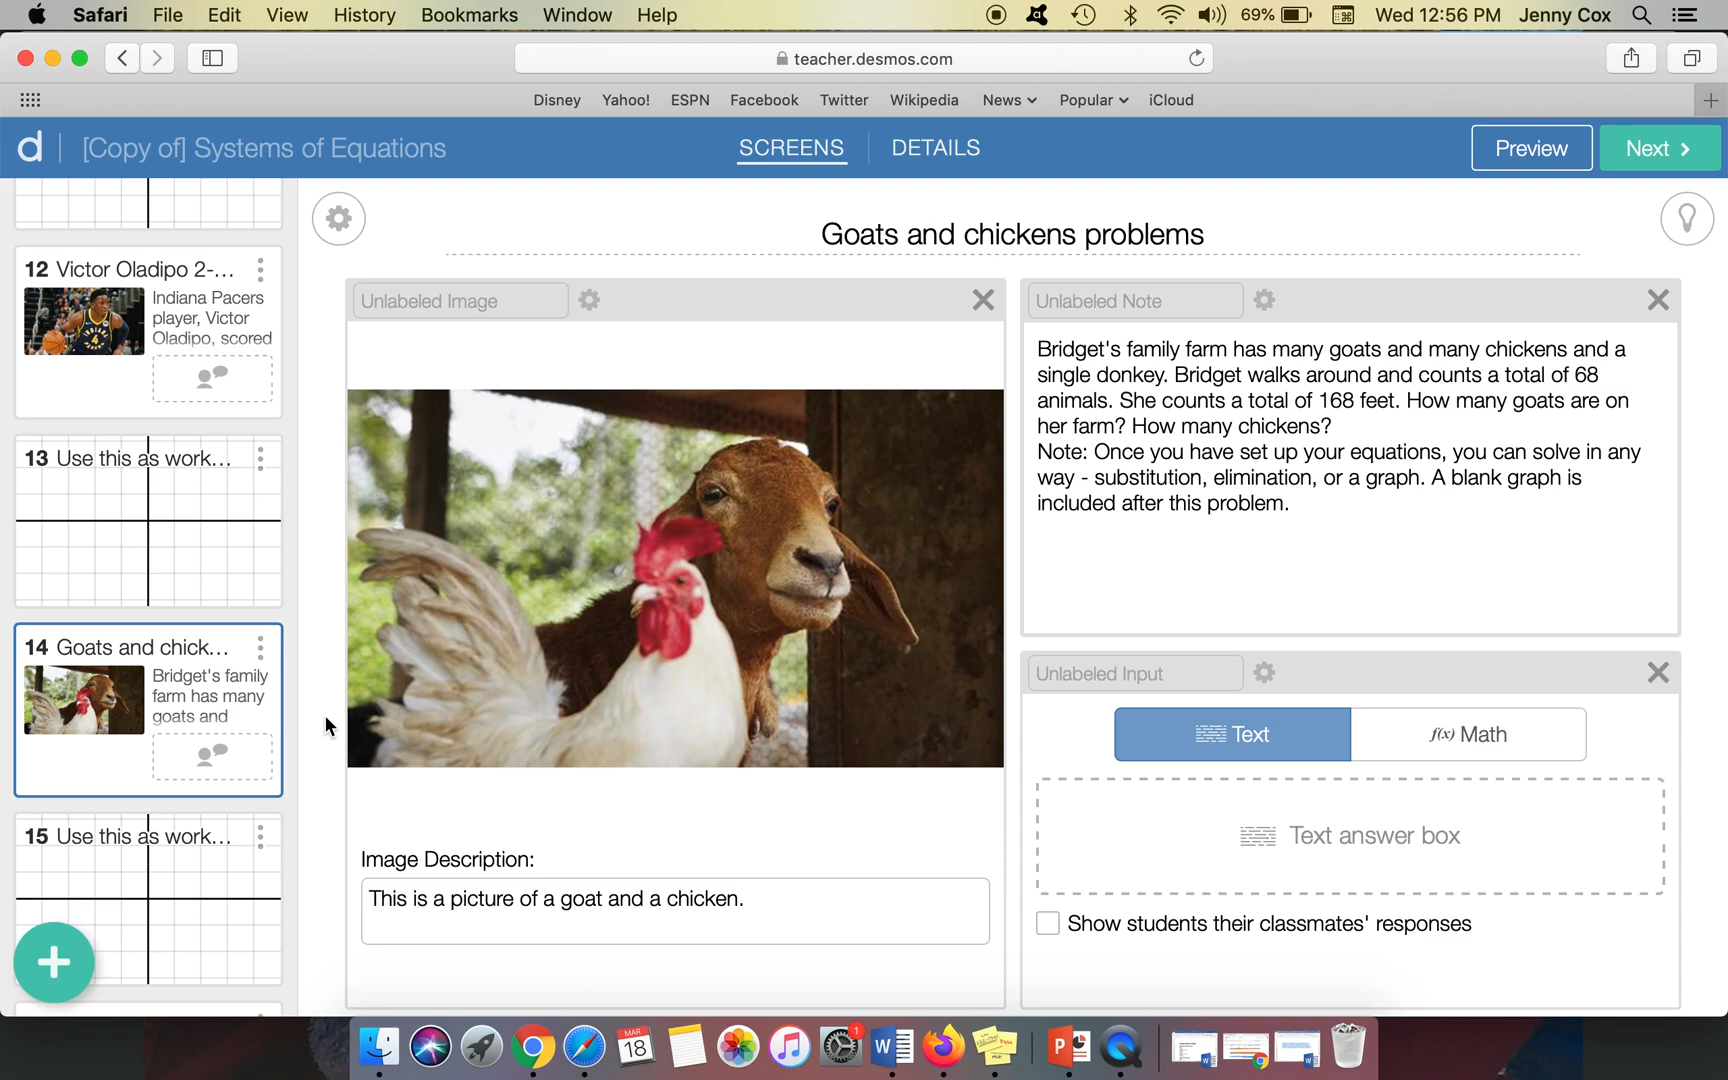 Safari File Edit View History Bookmarks Window Help 69% Wed 12:56 PM Jenny Cox
teacher.desmos.com
Disney Yahoo! ESPN Facebook Twitter Wikipedia News Popular iCloud
d [Copy of] Systems of Equations SCREENS DETAILS Preview Next
12 Victor Oladipo 2-...
Indiana Pacers
player, Victor
Oladipo, scored
13 Use this as work...
14 Goats and chick...
Bridget's family
farm has many
goats and
15 Use this as work...
Goats and chickens problems
Unlabeled Image
Image Description:
This is a picture of a goat and a chicken.
Unlabeled Note
Bridget's family farm has many goats and many chickens and a
single donkey. Bridget walks around and counts a total of 68
animals. She counts a total of 168 feet. How many goats are on
her farm? How many chickens?
Note: Once you have set up your equations, you can solve in any
way - substitution, elimination, or a graph. A blank graph is
included after this problem.
Unlabeled Input
Text f(x) Math
Text answer box
Show students their classmates' responses
MAR
18
1